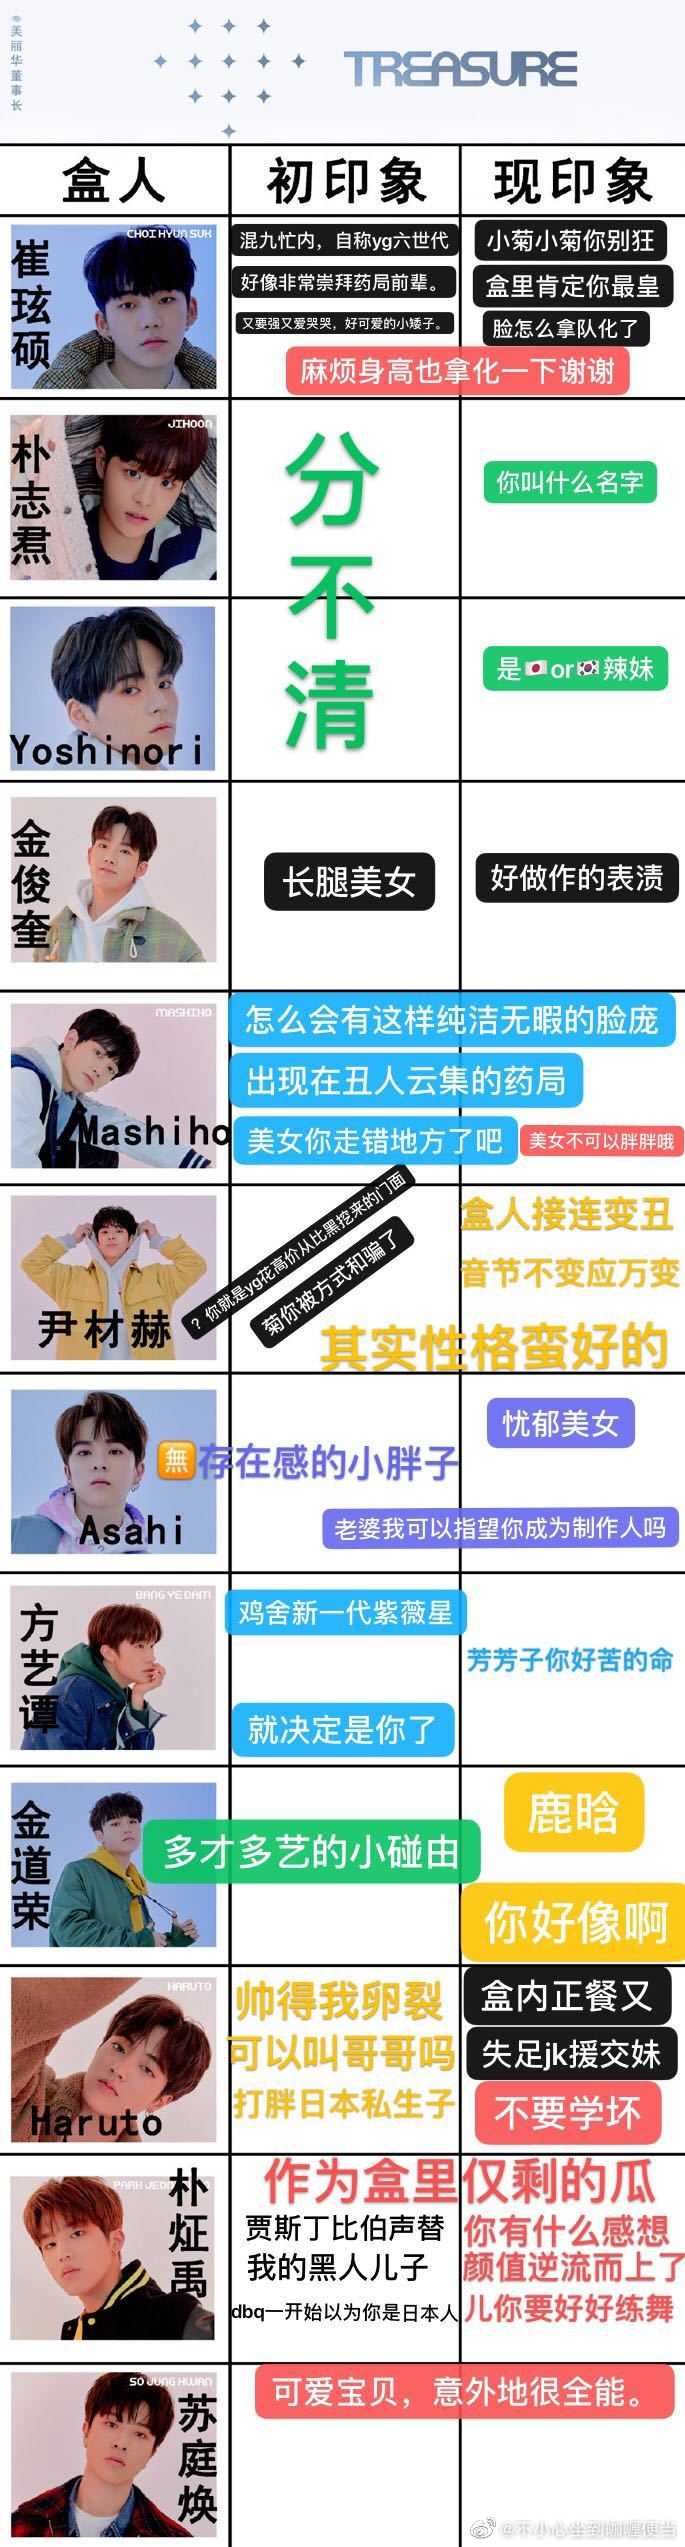 @美丽华董事长
TREASURE
盒人
初印象
现印象
CHOI HYUN SUK
崔玹硕
混九忙内，自称yg六世代
好像非常崇拜药局前辈。
又要强又爱哭哭，好可爱的小矮子。
小菊小菊你别狂
盒里肯定你最皇
脸怎么拿队化了
麻烦身高也拿化一下谢谢
JIHOON
朴志焄
分不清
你叫什么名字
Yoshinori
是🇯🇵or🇰🇷辣妹
金俊奎
长腿美女
好做作的表渍
MASHIHO
Mashiho
怎么会有这样纯洁无暇的脸庞
出现在丑人云集的药局
美女你走错地方了吧
美女不可以胖胖哦
尹材赫
？你就是yg花高价从比黑挖来的门面
菊你被方式和骗了
盒人接连变丑
音节不变应万变
其实性格蛮好的
Asahi
無存在感的小胖子
忧郁美女
老婆我可以指望你成为制作人吗
BANG YE DAM
方艺谭
鸡舍新一代紫薇星
就决定是你了
芳芳子你好苦的命
金道荣
多才多艺的小碰由
鹿晗
你好像啊
HARUTO
Haruto
帅得我卵裂
可以叫哥哥吗
打胖日本私生子
盒内正餐又
失足jk援交妹
不要学坏
朴炡禹
作为盒里仅剩的瓜
贾斯丁比伯声替
我的黑人儿子
dbq一开始以为你是日本人
你有什么感想
颜值逆流而上了
儿你要好好练舞
SO JUNG HWAN
苏庭焕
可爱宝贝，意外地很全能。
@不小心坐到咖喱便当